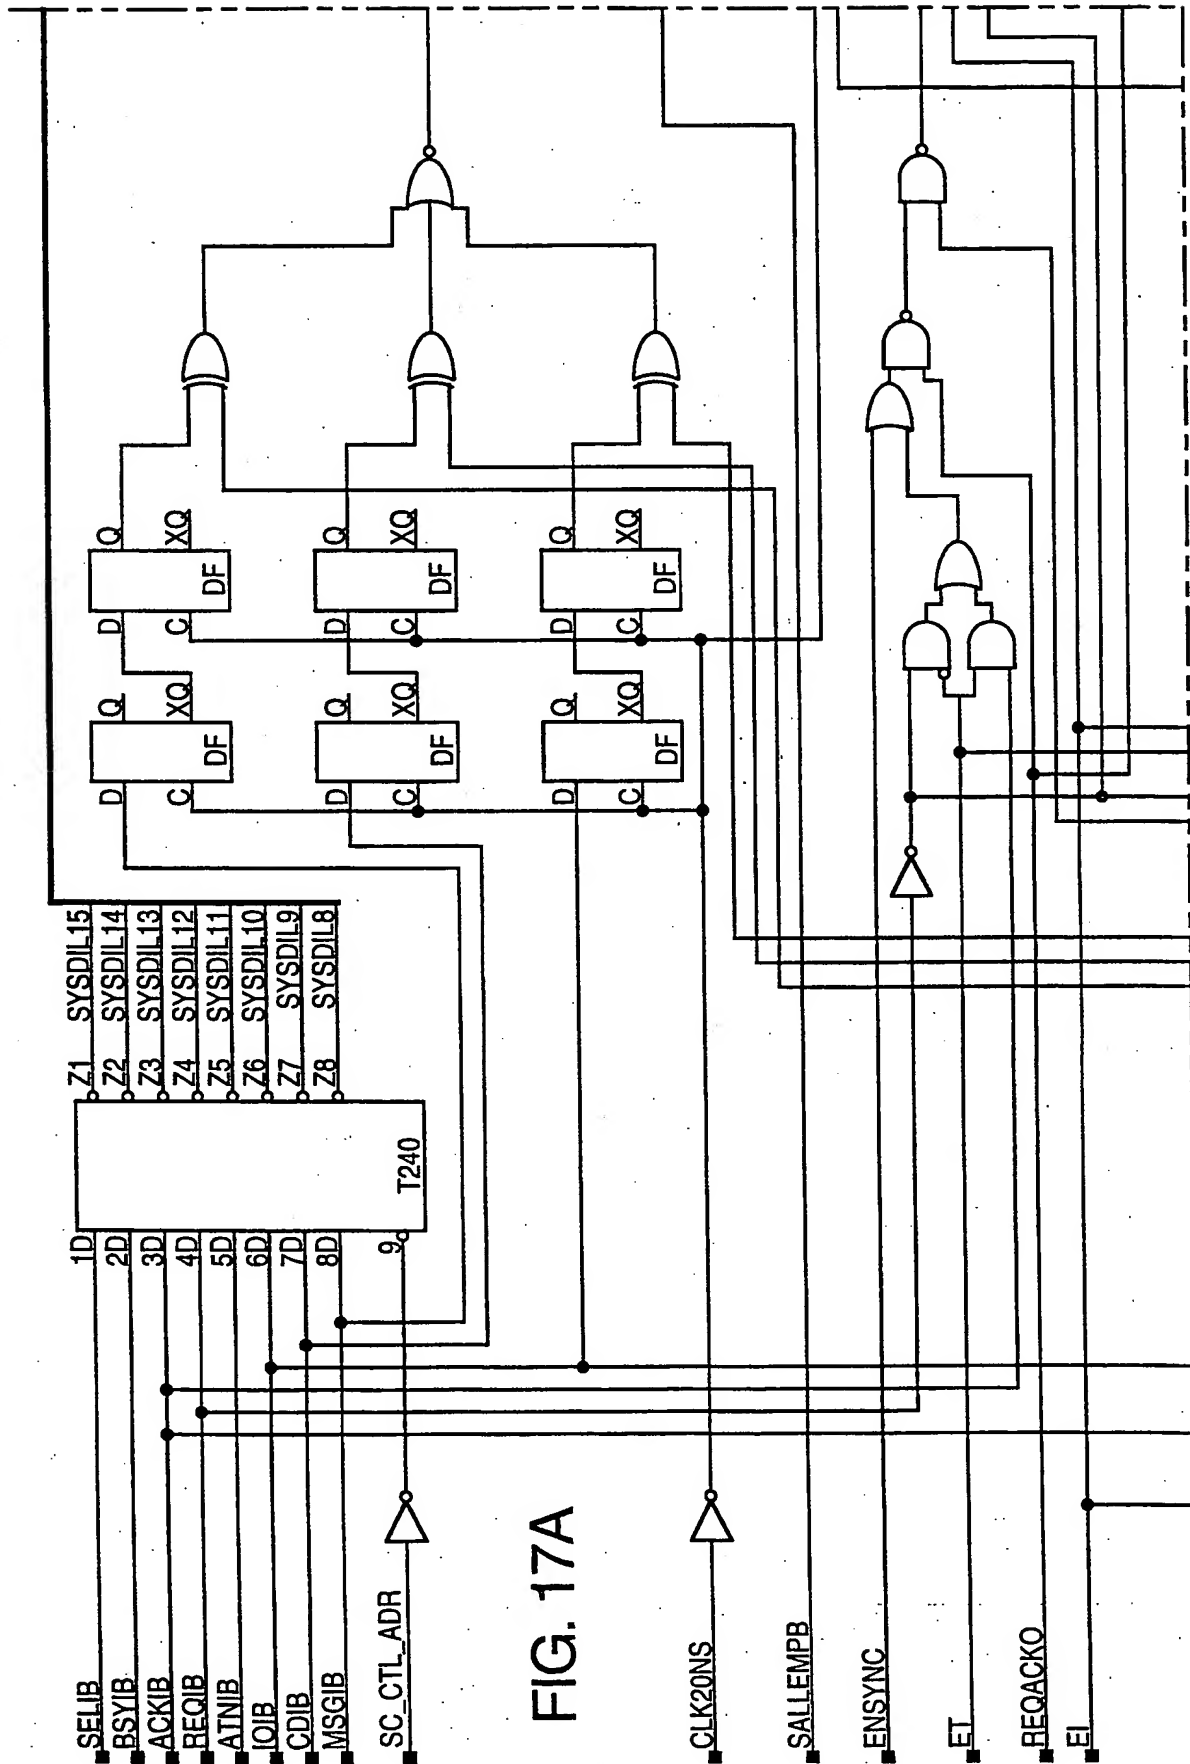 SELIB
BSYIB
ACKIB
REQIB
ATNIB
IOIB
CDIB
MSGIB
SC_CTL_ADR
1D
2D
3D
4D
5D
6D
7D
8D
9
T240
Z1 SYSDIL15
Z2 SYSDIL14
Z3 SYSDIL13
Z4 SYSDIL12
Z5 SYSDIL11
Z6 SYSDIL10
Z7 SYSDIL9
Z8 SYSDIL8
D
C
Q
XQ
DF
D
C
Q
XQ
DF
D
C
Q
XQ
DF
D
C
Q
XQ
DF
D
C
Q
XQ
DF
D
C
Q
XQ
DF
FIG. 17A
CLK20NS
SALLEMPB
ENSYNC
ET
REQACKO
EI